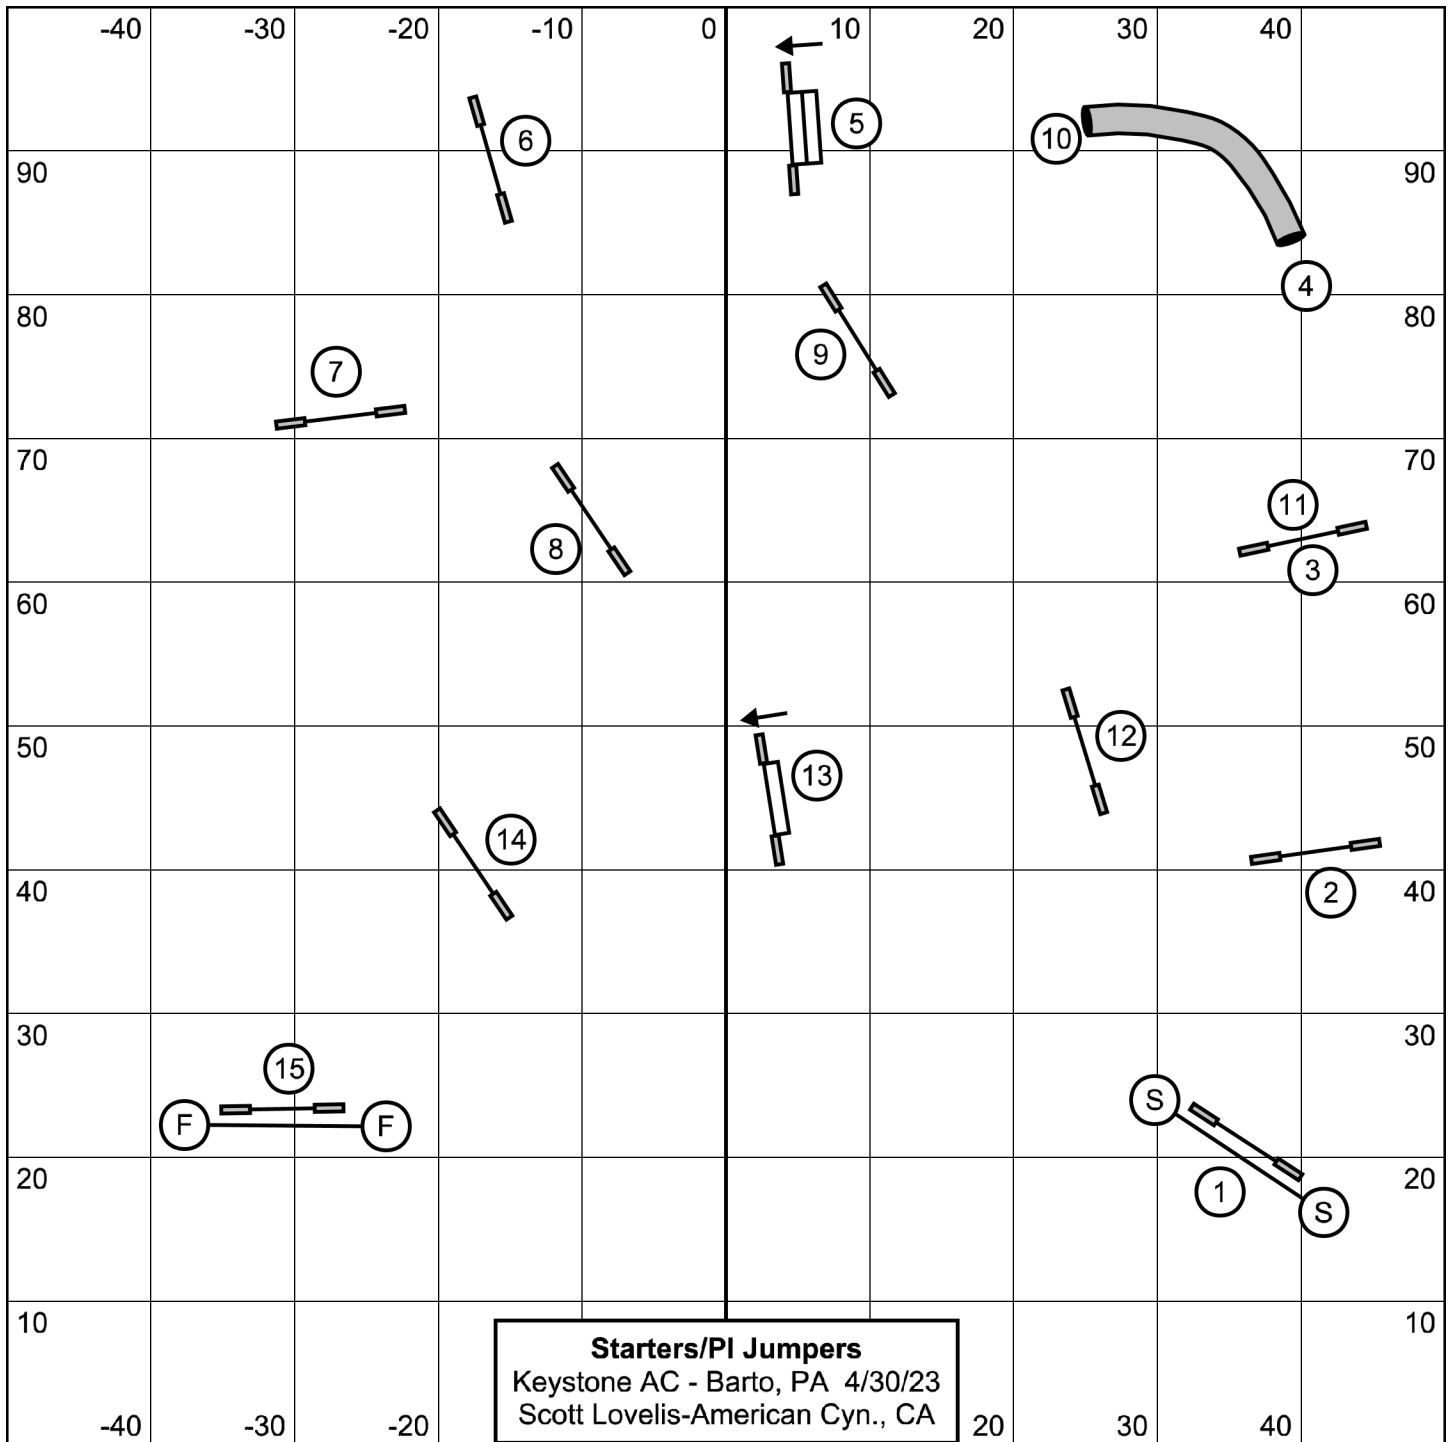 -40 -30 -20 -10 0 10 20 30 40
5
6
10
90 90
4
80 80
9
7
70 70
11
8
3
60 60
12
50 50
13
14
40 2 40
30 30
15
S
F F
20 1 20
S
10 10
Starters/PI Jumpers
Keystone AC - Barto, PA 4/30/23
Scott Lovelis-American Cyn., CA
-40 -30 -20 20 30 40